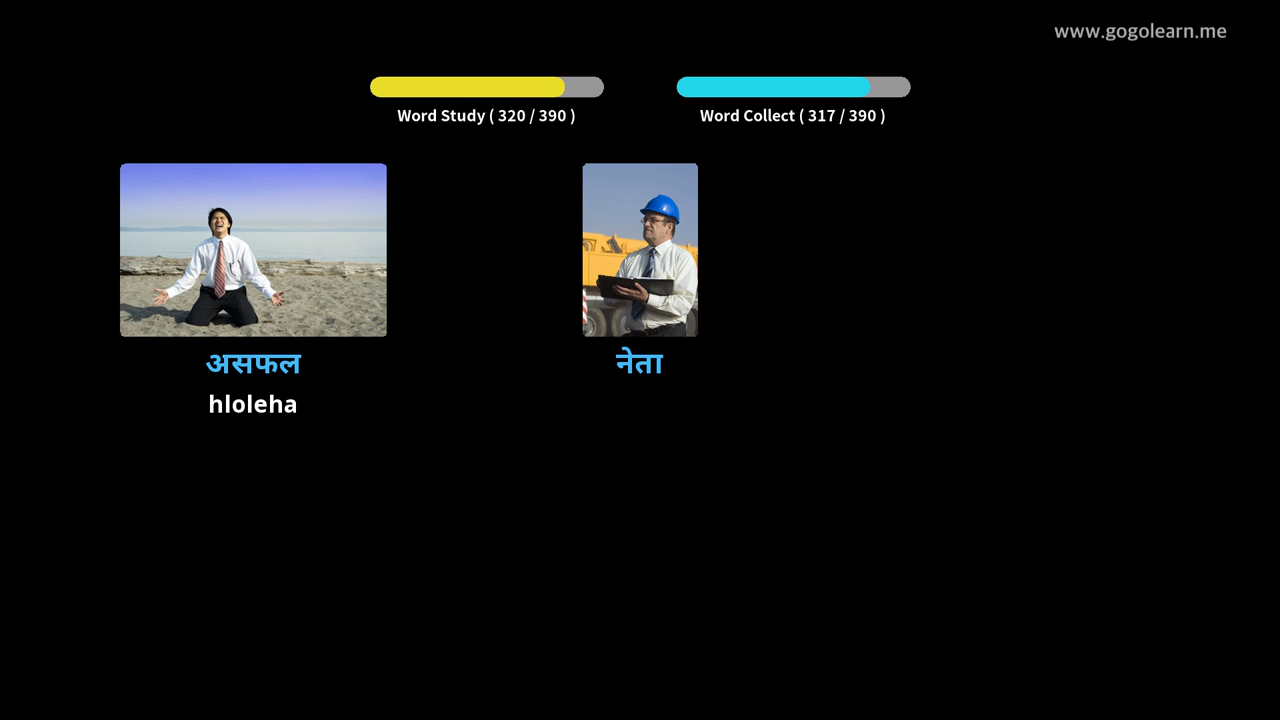 www.gogolearn.me
Word Study ( 320 / 390 )
Word Collect ( 317 / 390 )
असफल
नेता
hloleha